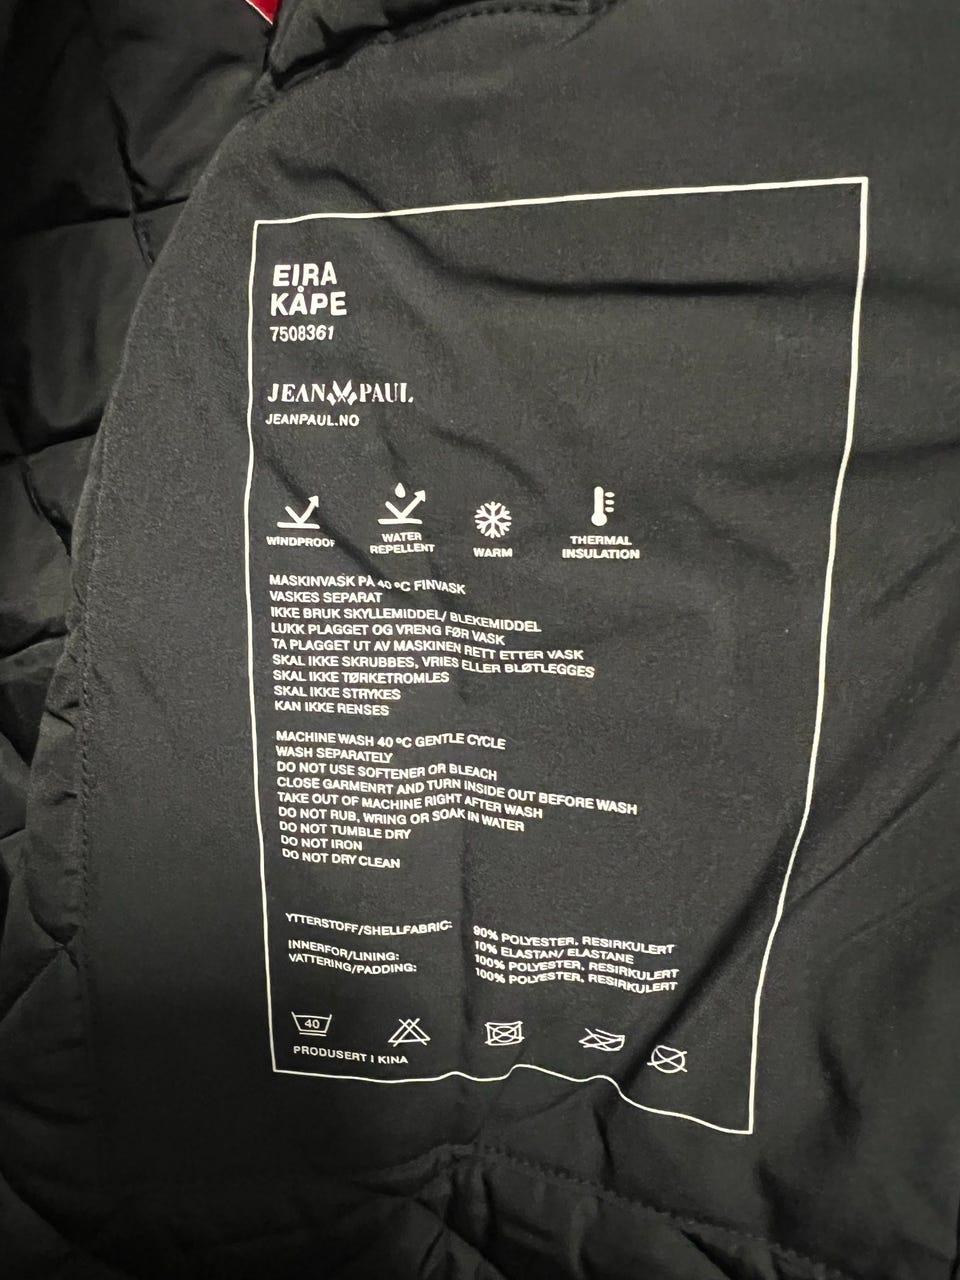 EIRA
KÅPE
7508361
JEAN PAUL
JEANPAUL.NO
WINDPROOF
WATER
REPELLENT
WARM
THERMAL
INSULATION
MASKINVASK PÅ 40 °C FINVASK
VASKES SEPARAT
IKKE BRUK SKYLLEMIDDEL/ BLEKEMIDDEL
LUKK PLAGGET OG VRENG FØR VASK
TA PLAGGET UT AV MASKINEN RETT ETTER VASK
SKAL IKKE SKRUBBES, VRIES ELLER BLØTLEGGES
SKAL IKKE TØRKETROMLES
SKAL IKKE STRYKES
KAN IKKE RENSES
MACHINE WASH 40 °C GENTLE CYCLE
WASH SEPARATELY
DO NOT USE SOFTENER OR BLEACH
CLOSE GARMENRT AND TURN INSIDE OUT BEFORE WASH
TAKE OUT OF MACHINE RIGHT AFTER WASH
DO NOT RUB, WRING OR SOAK IN WATER
DO NOT TUMBLE DRY
DO NOT IRON
DO NOT DRY CLEAN
YTTERSTOFF/SHELLFABRIC: 90% POLYESTER, RESIRKULERT
10% ELASTAN/ ELASTANE
INNERFOR/LINING: 100% POLYESTER, RESIRKULERT
VATTERING/PADDING: 100% POLYESTER, RESIRKULERT
40
PRODUSERT I KINA